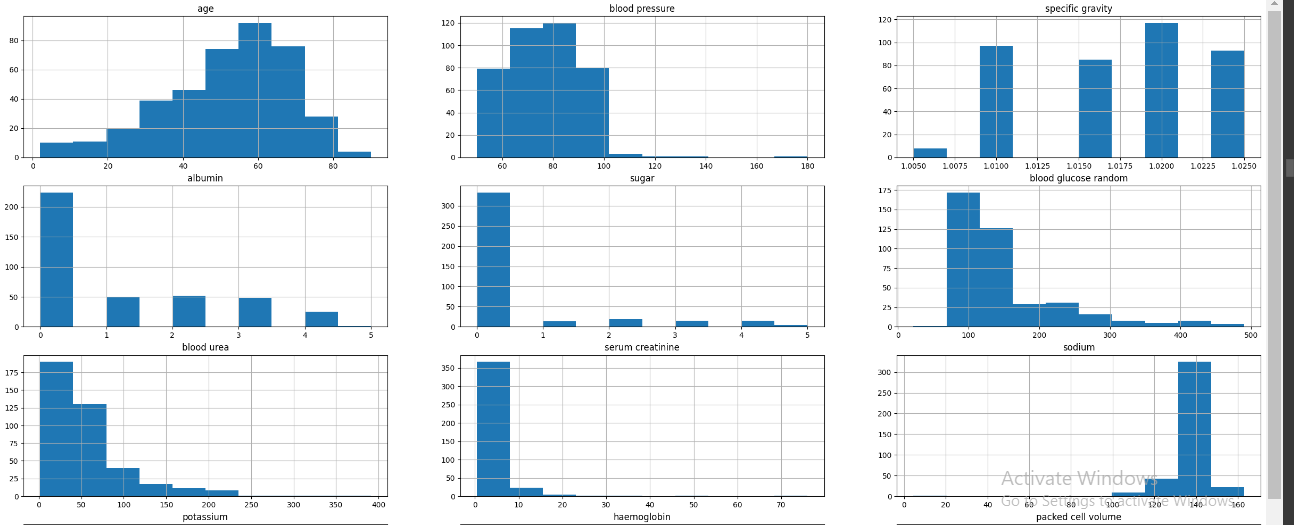 age
80
60
40
20
0
0 20 40 60 80
blood pressure
120
100
80
60
40
20
0
60 80 100 120 140 160 180
specific gravity
120
100
80
60
40
20
0
1.0050 1.0075 1.0100 1.0125 1.0150 1.0175 1.0200 1.0225 1.0250
albumin
200
150
100
50
0
0 1 2 3 4 5
sugar
300
250
200
150
100
50
0
0 1 2 3 4 5
blood glucose random
175
150
125
100
75
50
25
0
0 100 200 300 400 500
blood urea
175
150
125
100
75
50
25
0
0 50 100 150 200 250 300 350 400
serum creatinine
350
300
250
200
150
100
50
0
0 10 20 30 40 50 60 70
sodium
300
250
200
150
100
50
0
0 20 40 60 80 100 120 140 160
Activate Windows
Go to Settings to activate Windows.
potassium
haemoglobin
packed cell volume